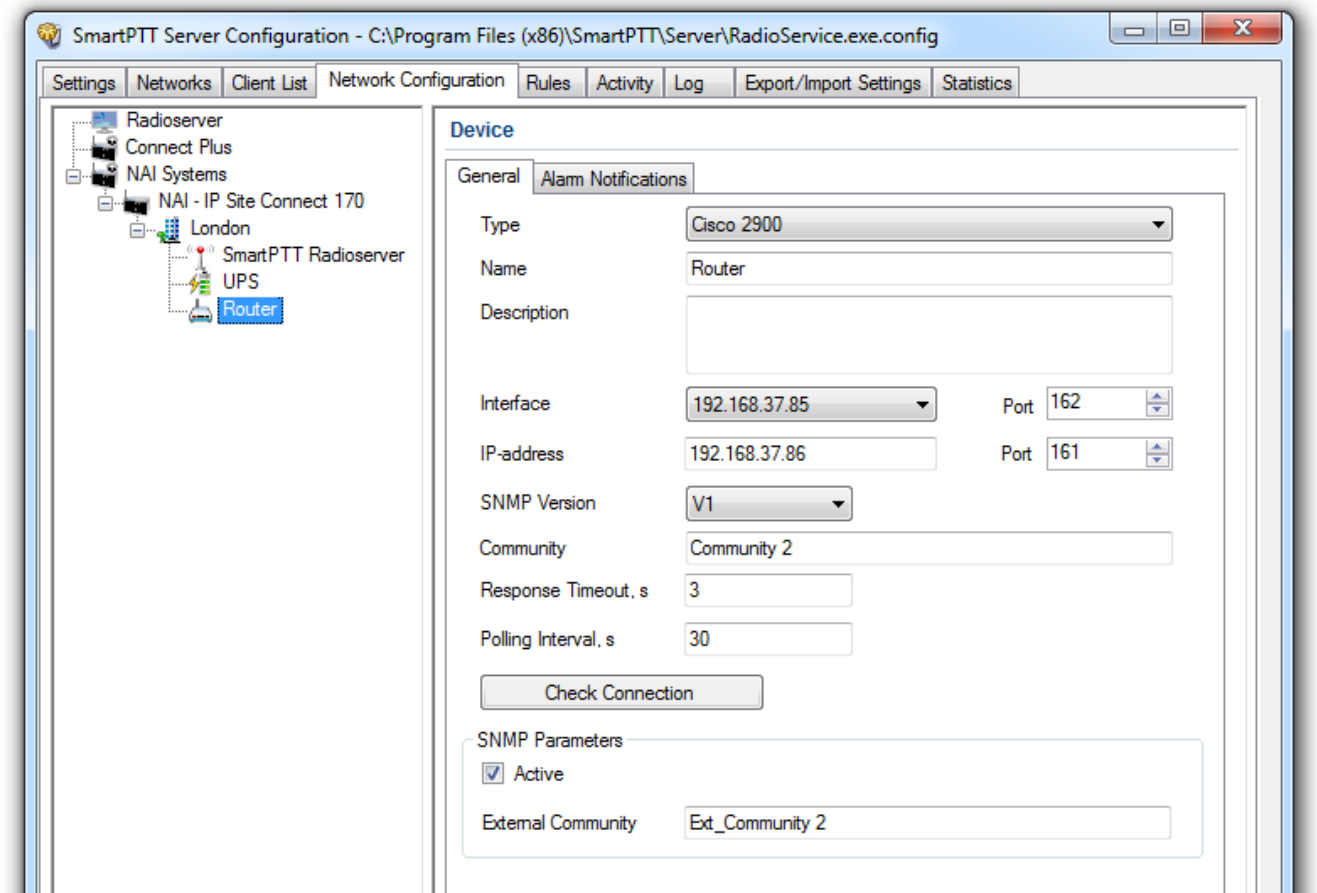 SmartPTT Server Configuration - C:\Program Files (x86)\SmartPTT\Server\RadioService.exe.config
Settings Networks Client List Network Configuration Rules Activity Log Export/Import Settings Statistics
Radioserver
Connect Plus
NAI Systems
NAI - IP Site Connect 170
London
SmartPTT Radioserver
UPS
Router
Device
General Alarm Notifications
Type Cisco 2900
Name Router
Description
Interface 192.168.37.85 Port 162
IP-address 192.168.37.86 Port 161
SNMP Version V1
Community Community 2
Response Timeout, s 3
Polling Interval, s 30
Check Connection
SNMP Parameters
Active
External Community Ext_Community 2